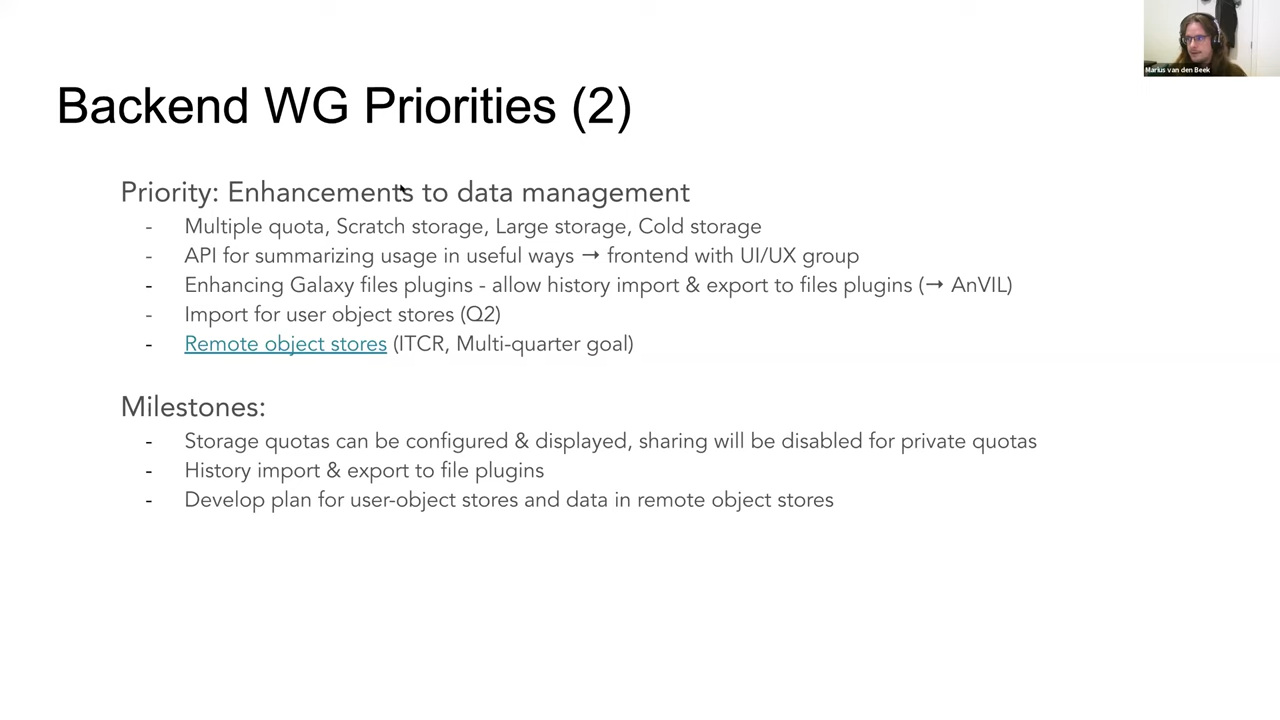 Marius van den Beek
Backend WG Priorities (2)
Priority: Enhancements to data management
- Multiple quota, Scratch storage, Large storage, Cold storage
- API for summarizing usage in useful ways → frontend with UI/UX group
- Enhancing Galaxy files plugins - allow history import & export to files plugins (→ AnVIL)
- Import for user object stores (Q2)
- Remote object stores (ITCR, Multi-quarter goal)
Milestones:
- Storage quotas can be configured & displayed, sharing will be disabled for private quotas
- History import & export to file plugins
- Develop plan for user-object stores and data in remote object stores